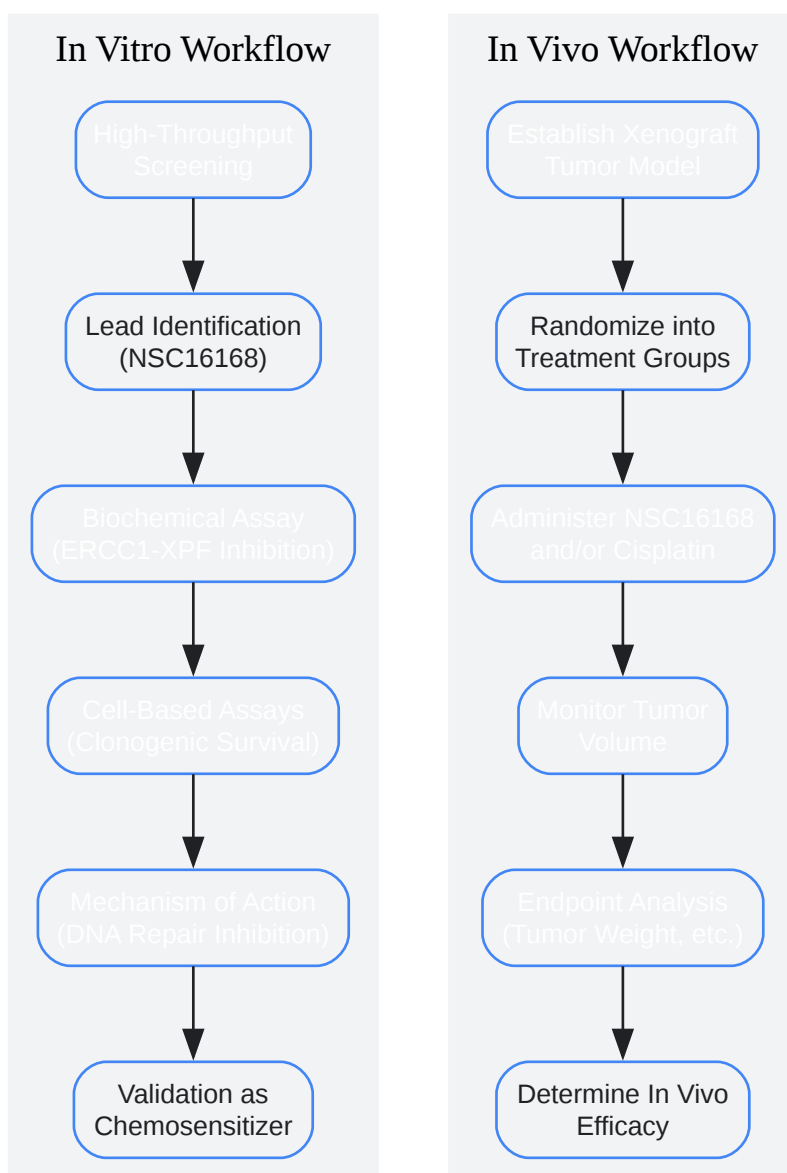 In Vitro Workflow
High-Throughput
Screening
Lead Identification
(NSC16168)
Biochemical Assay
(ERCC1-XPF Inhibition)
Cell-Based Assays
(Clonogenic Survival)
Mechanism of Action
(DNA Repair Inhibition)
Validation as
Chemosensitizer
In Vivo Workflow
Establish Xenograft
Tumor Model
Randomize into
Treatment Groups
Administer NSC16168
and/or Cisplatin
Monitor Tumor
Volume
Endpoint Analysis
(Tumor Weight, etc.)
Determine In Vivo
Efficacy